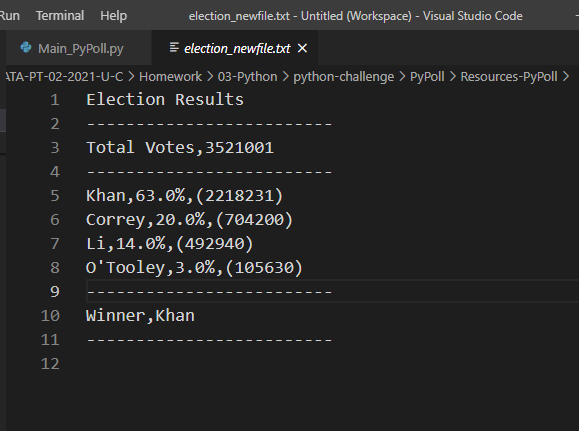 Run Terminal Help election_newfile.txt - Untitled (Workspace) - Visual Studio Code
Main_PyPoll.py election_newfile.txt ×
ATA-PT-02-2021-U-C > Homework > 03-Python > python-challenge > PyPoll > Resources-PyPoll >
1 Election Results
2 -------------------------
3 Total Votes,3521001
4 -------------------------
5 Khan,63.0%,(2218231)
6 Correy,20.0%,(704200)
7 Li,14.0%,(492940)
8 O'Tooley,3.0%,(105630)
9 -------------------------
10 Winner,Khan
11 -------------------------
12